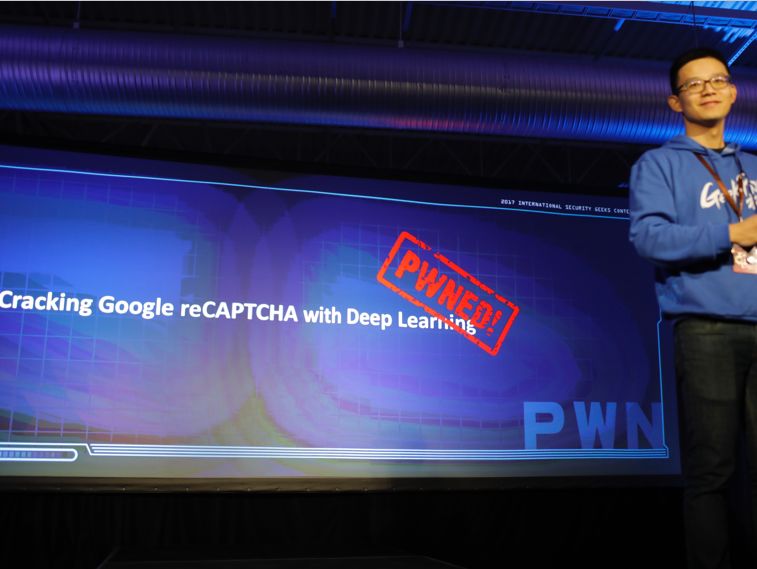 2017 INTERNATIONAL SECURITY GEEKS CONTE
PWNED!
Cracking Google reCAPTCHA with Deep Learning
PWN